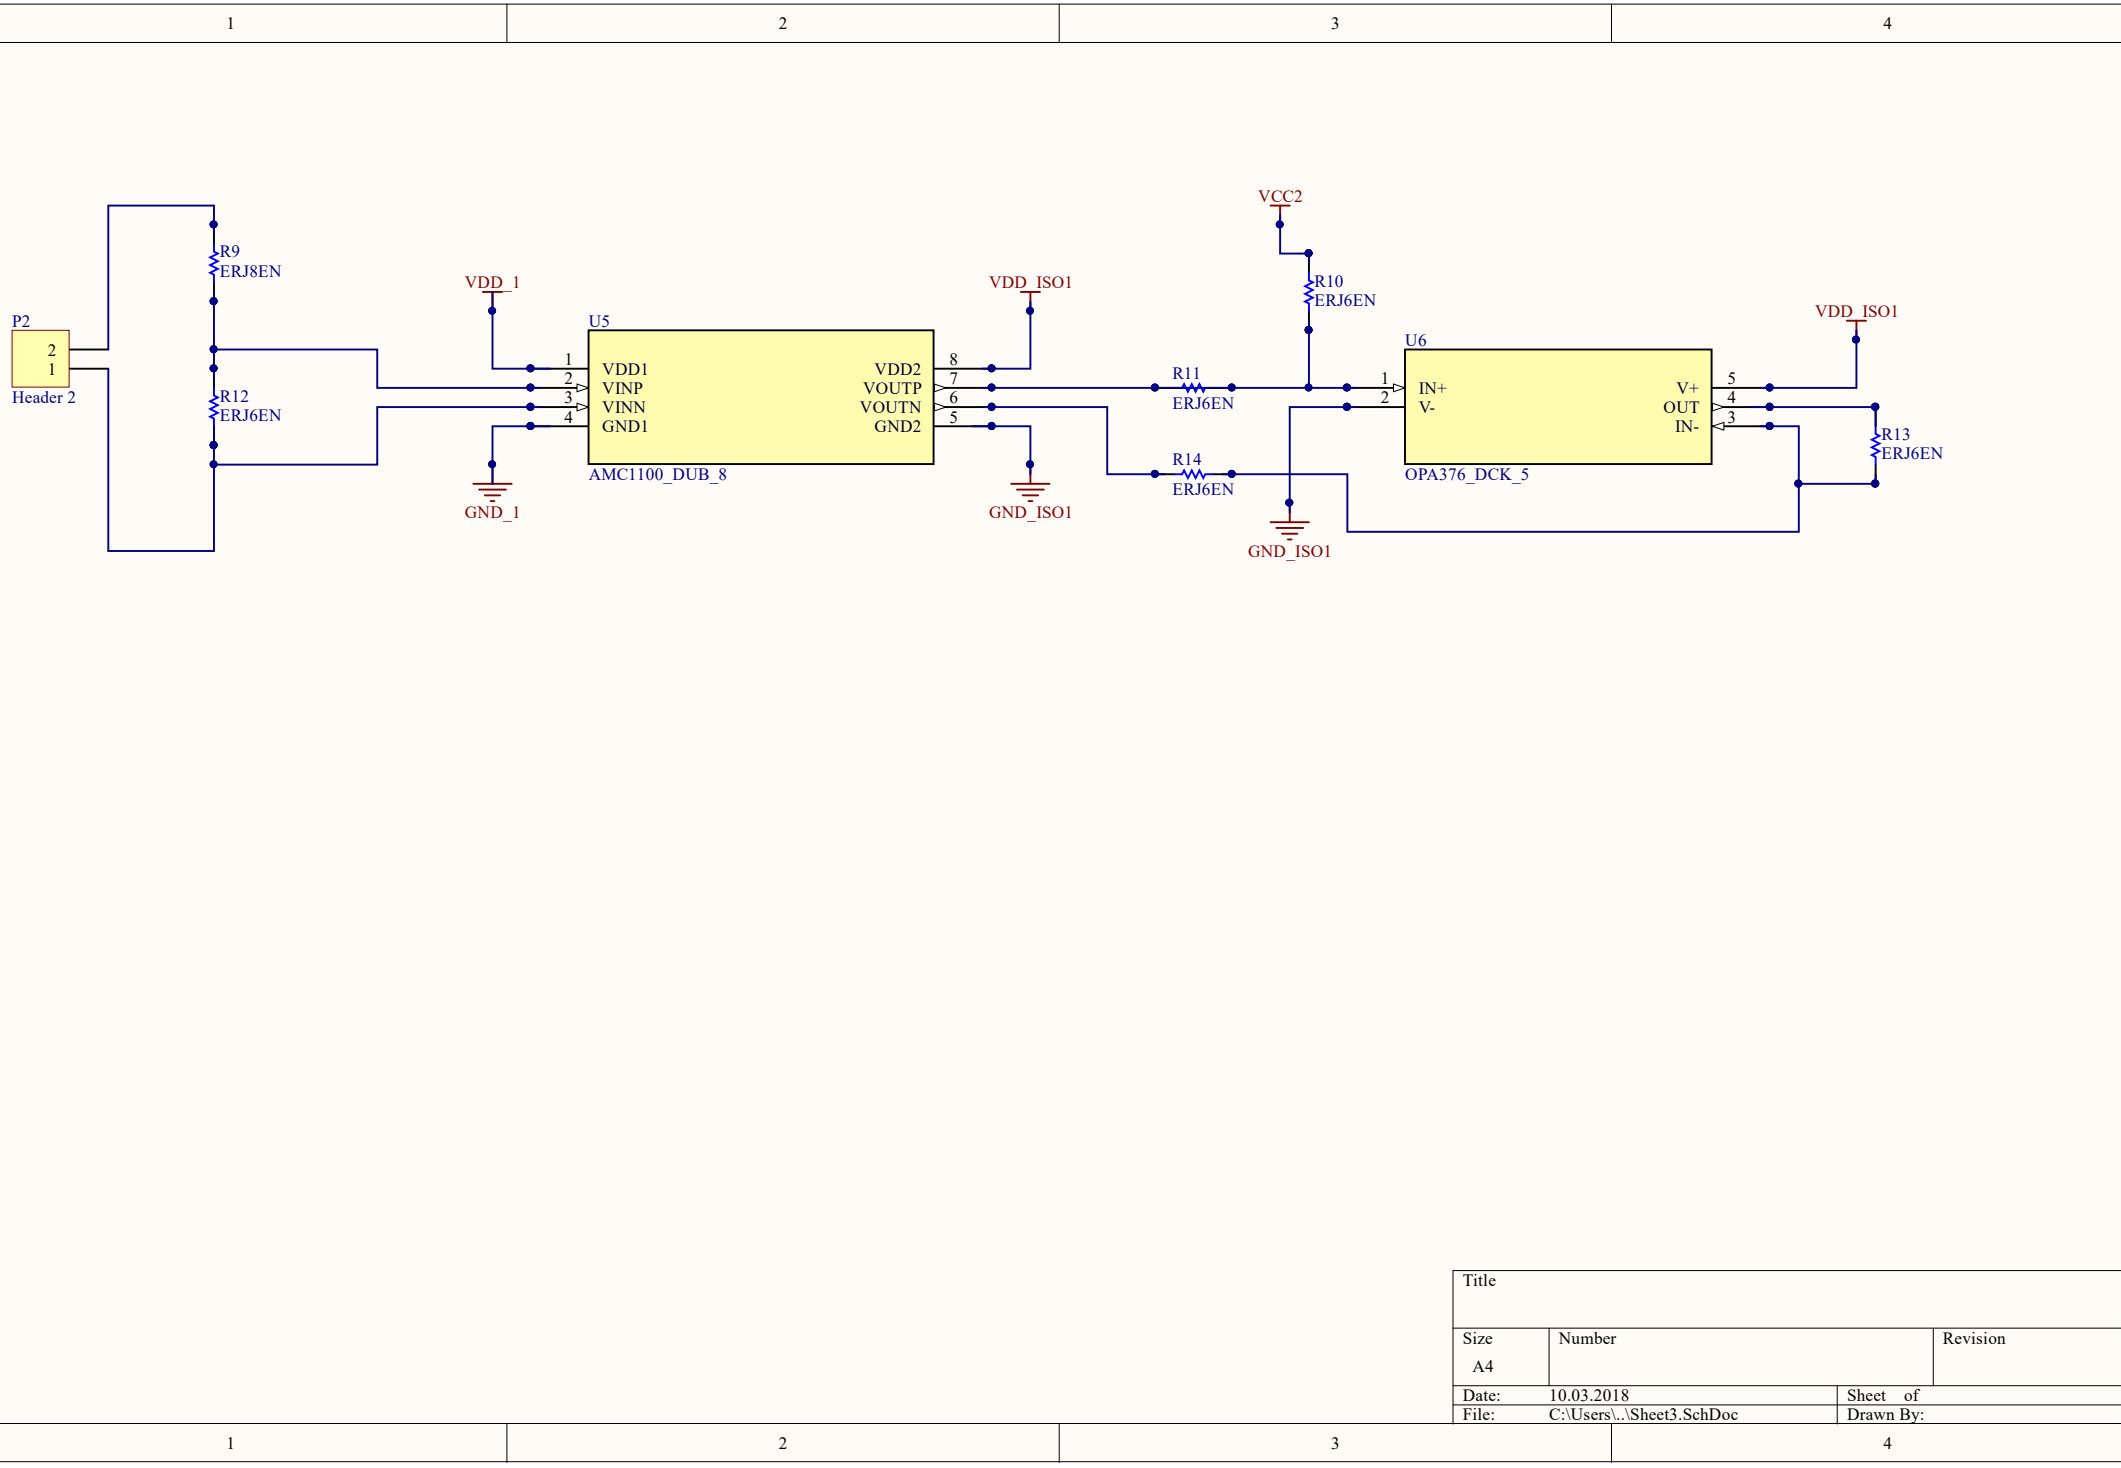 1 2 3 4
VCC2
R9
ERJ8EN
VDD_1
VDD_ISO1
R10
ERJ6EN
VDD_ISO1
P2
2
1
Header 2
U5
1 VDD1 VDD2 8
2 VINP VOUTP 7
3 VINN VOUTN 6
4 GND1 GND2 5
AMC1100_DUB_8
R12
ERJ6EN
R11
ERJ6EN
U6
1 IN+ V+ 5
2 V- OUT 4
IN- 3
OPA376_DCK_5
R13
ERJ6EN
R14
ERJ6EN
GND_1
GND_ISO1
GND_ISO1
Title
Size Number Revision
A4
Date: 10.03.2018 Sheet of
File: C:\Users\..\Sheet3.SchDoc Drawn By:
1 2 3 4